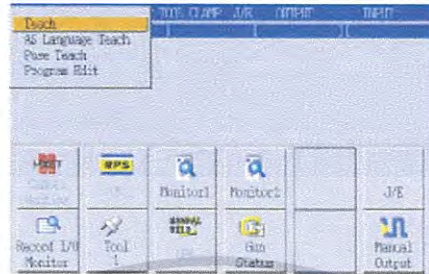 Teach
AS Language Teach
Pose Teach
Program Edit
TOOL CLAMP J/E OUTPUT INPUT
RPS
Monitor1 Monitor2 J/E
Record I/O Monitor
Tool 1
Gun Status
Manual Output